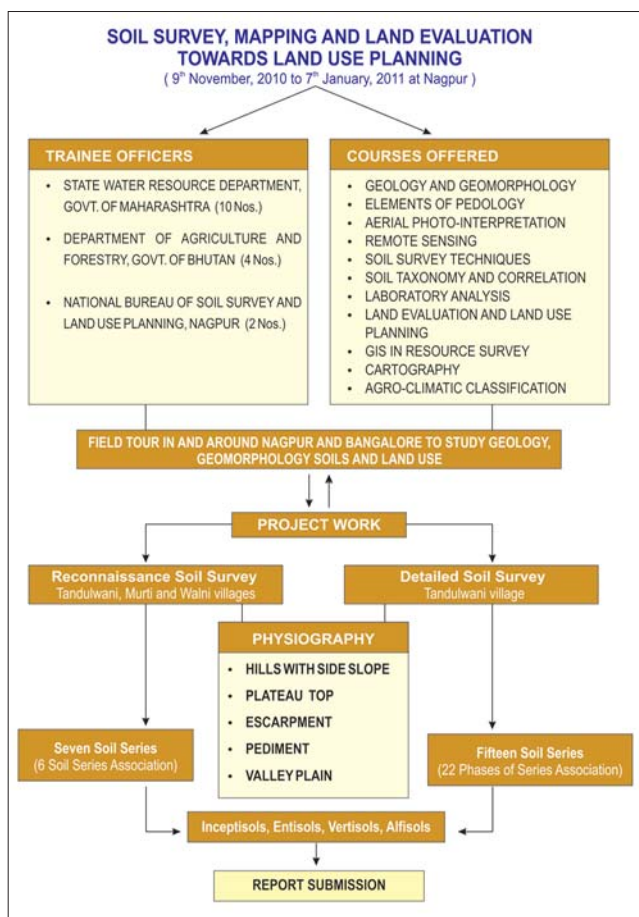 SOIL SURVEY, MAPPING AND LAND EVALUATION
TOWARDS LAND USE PLANNING
( 9th November, 2010 to 7th January, 2011 at Nagpur )
TRAINEE OFFICERS
• STATE WATER RESOURCE DEPARTMENT,
GOVT. OF MAHARASHTRA (10 Nos.)
• DEPARTMENT OF AGRICULTURE AND
FORESTRY, GOVT. OF BHUTAN (4 Nos.)
• NATIONAL BUREAU OF SOIL SURVEY AND
LAND USE PLANNING, NAGPUR (2 Nos.)
COURSES OFFERED
• GEOLOGY AND GEOMORPHOLOGY
• ELEMENTS OF PEDOLOGY
• AERIAL PHOTO-INTERPRETATION
• REMOTE SENSING
• SOIL SURVEY TECHNIQUES
• SOIL TAXONOMY AND CORRELATION
• LABORATORY ANALYSIS
• LAND EVALUATION AND LAND USE
PLANNING
• GIS IN RESOURCE SURVEY
• CARTOGRAPHY
• AGRO-CLIMATIC CLASSIFICATION
FIELD TOUR IN AND AROUND NAGPUR AND BANGALORE TO STUDY GEOLOGY,
GEOMORPHOLOGY SOILS AND LAND USE
PROJECT WORK
Reconnaissance Soil Survey
Tandulwani, Murti and Walni villages
Detailed Soil Survey
Tandulwani village
PHYSIOGRAPHY
• HILLS WITH SIDE SLOPE
• PLATEAU TOP
• ESCARPMENT
• PEDIMENT
• VALLEY PLAIN
Seven Soil Series
(6 Soil Series Association)
Fifteen Soil Series
(22 Phases of Series Association)
Inceptisols, Entisols, Vertisols, Alfisols
REPORT SUBMISSION